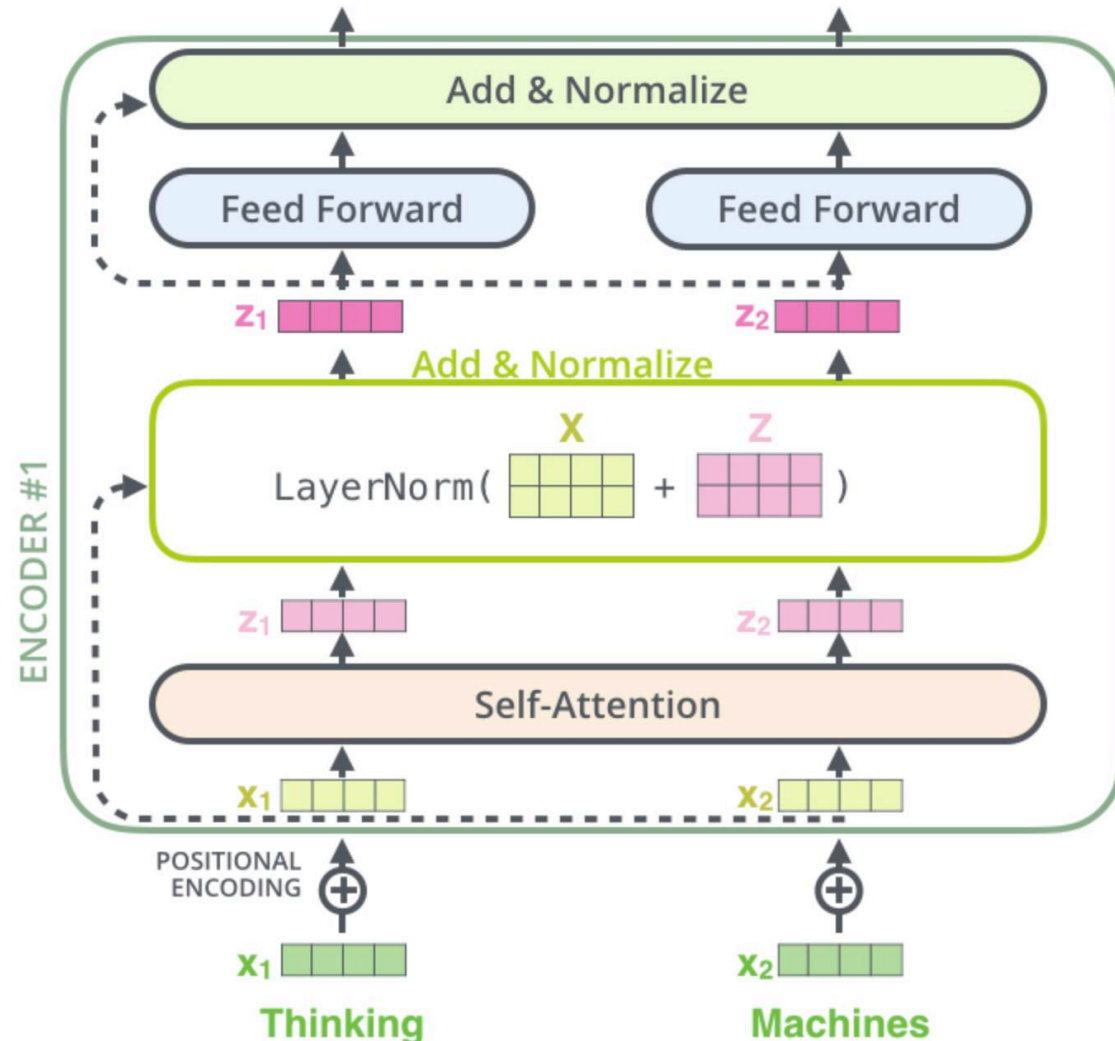 Add & Normalize
Feed Forward Feed Forward
z₁ z₂
Add & Normalize
X Z
LayerNorm( + )
ENCODER #1
z₁ z₂
Self-Attention
x₁ x₂
POSITIONAL
ENCODING
x₁ x₂
Thinking Machines